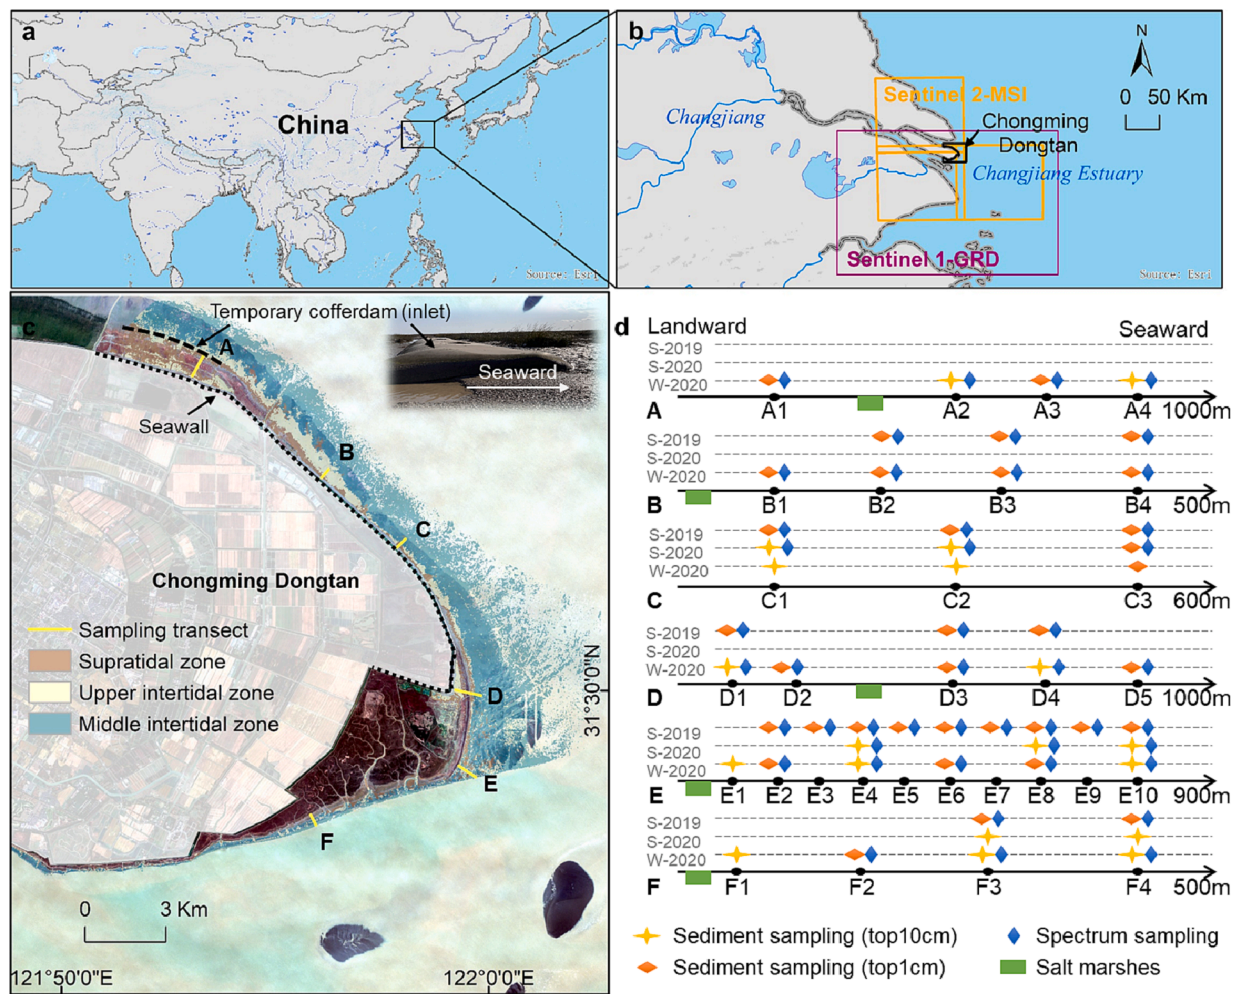 a
China
Source: Esri
b
N
Sentinel 2-MSI
0 50 Km
Changjiang
Chongming
Dongtan
Changjiang Estuary
Sentinel 1-GRD
Source: Esri
c
Temporary cofferdam (inlet)
A
Seaward
Seawall
B
C
Chongming Dongtan
Sampling transect
Supratidal zone
Upper intertidal zone
Middle intertidal zone
D
E
F
31°30'0"N
0 3 Km
121°50'0"E
122°0'0"E
d
Landward
Seaward
S-2019
S-2020
W-2020
A
A1 A2 A3 A4 1000m
S-2019
S-2020
W-2020
B
B1 B2 B3 B4 500m
S-2019
S-2020
W-2020
C
C1 C2 C3 600m
S-2019
S-2020
W-2020
D
D1 D2 D3 D4 D5 1000m
S-2019
S-2020
W-2020
E
E1 E2 E3 E4 E5 E6 E7 E8 E9 E10 900m
S-2019
S-2020
W-2020
F
F1 F2 F3 F4 500m
Sediment sampling (top10cm)
Spectrum sampling
Sediment sampling (top1cm)
Salt marshes